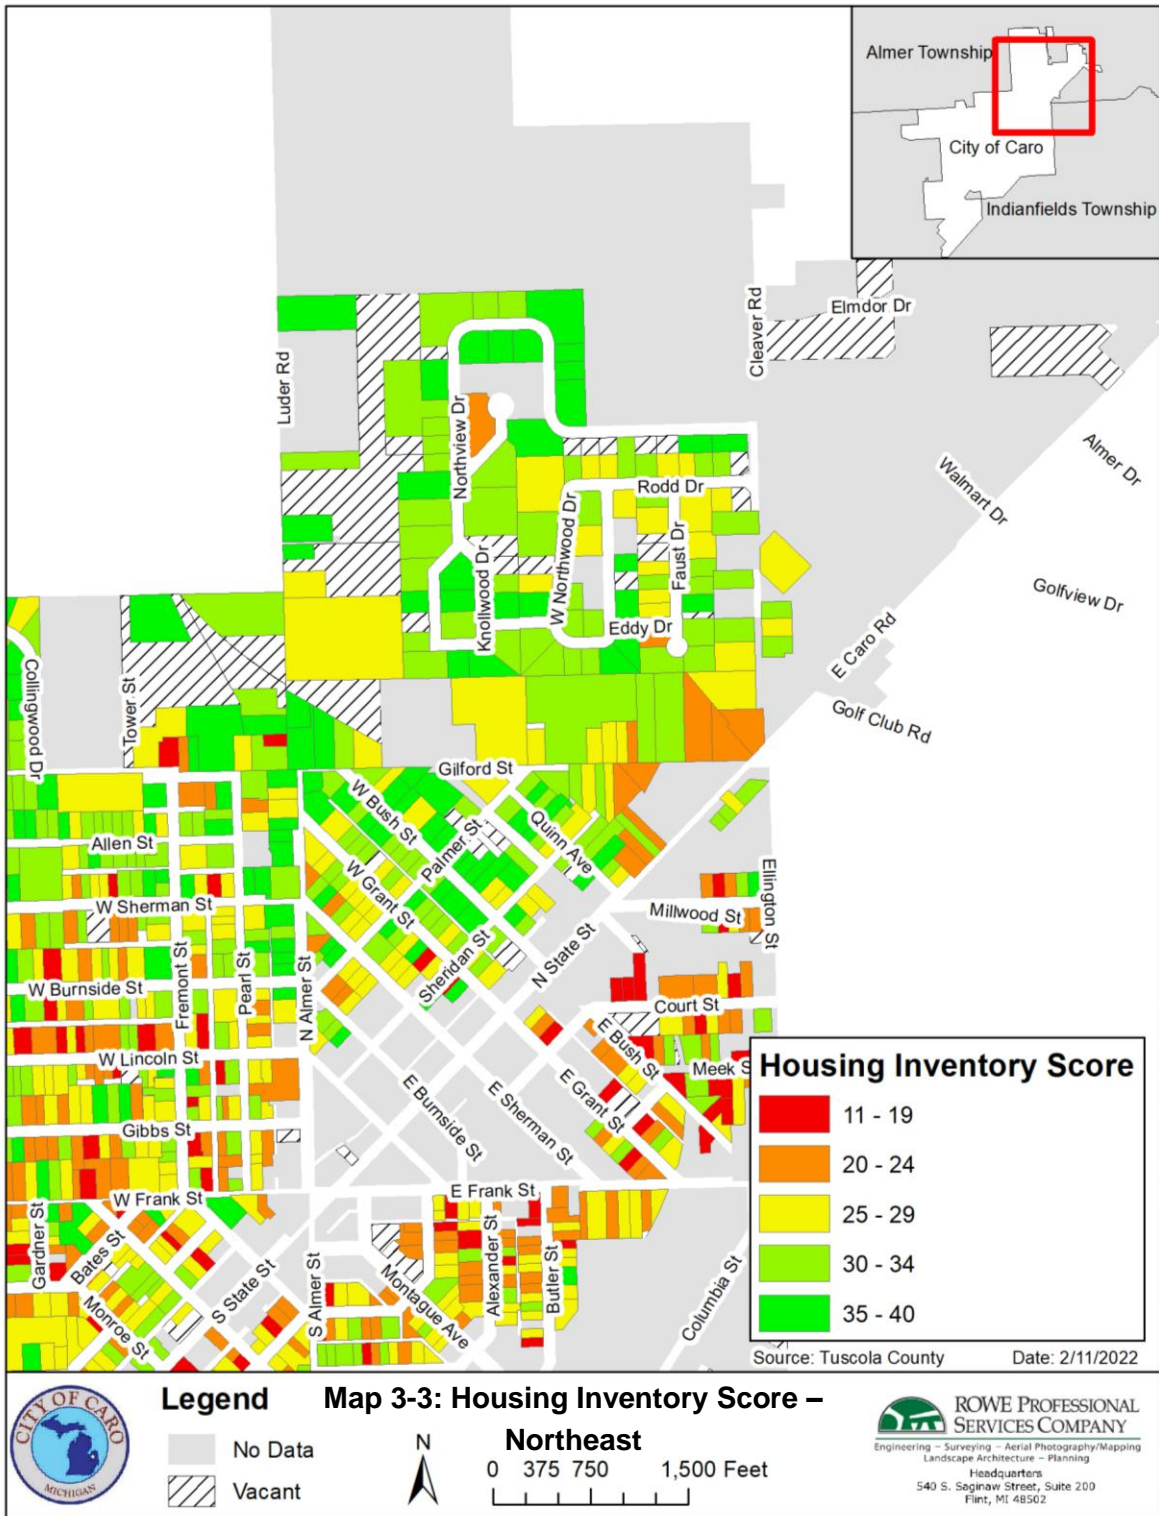 Almer Township
City of Caro
Indianfields Township
Elmdor Dr
Cleaver Rd
Luder Rd
Northview Dr
Almer Dr
Walmart Dr
Rodd Dr
W Northwood Dr
Faust Dr
Knollwood Dr
Golfview Dr
Eddy Dr
E Caro Rd
Golf Club Rd
Collingwood Dr
Tower St
Gilford St
W Bush St
Quinn Ave
Palmer St
Allen St
W Grant St
Ellington St
W Sherman St
Millwood St
Fremont St
Pearl St
N Almer St
Sheridan St
N State St
W Burnside St
Court St
E Bush St
W Lincoln St
Meek S
E Grant St
E Sherman St
E Burnside St
Gibbs St
W Frank St
E Frank St
Gardner St
Bates St
S State St
S Almer St
Alexander St
Butler St
Montague Ave
Monroe St
Columbia St
Housing Inventory Score
11 - 19
20 - 24
25 - 29
30 - 34
35 - 40
Source: Tuscola County Date: 2/11/2022
CITY OF CARO
MICHIGAN
Legend
No Data
Vacant
Map 3-3: Housing Inventory Score –
Northeast
N
0 375 750 1,500 Feet
ROWE PROFESSIONAL
SERVICES COMPANY
Engineering – Surveying – Aerial Photography/Mapping
Landscape Architecture – Planning
Headquarters
540 S. Saginaw Street, Suite 200
Flint, MI 48502